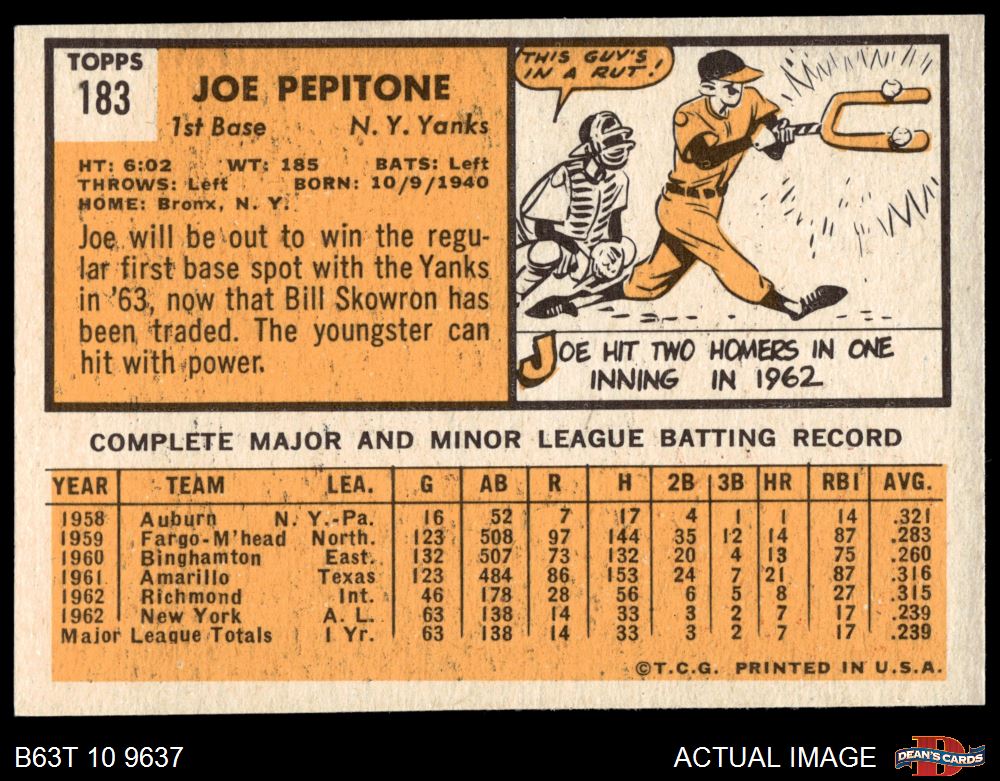 TOPPS
183
JOE PEPITONE
1st Base N. Y. Yanks
HT: 6:02 WT: 185 BATS: Left
THROWS: Left BORN: 10/9/1940
HOME: Bronx, N. Y.
Joe will be out to win the regu-
lar first base spot with the Yanks
in '63, now that Bill Skowron has
been traded. The youngster can
hit with power.
THIS GUY'S
IN A RUT!
JOE HIT TWO HOMERS IN ONE
INNING IN 1962
COMPLETE MAJOR AND MINOR LEAGUE BATTING RECORD
YEAR TEAM LEA. G AB R H 2B 3B HR RBI AVG.
1958 Auburn N. Y.-Pa. 16 52 7 17 4 1 1 14 .321
1959 Fargo-M'head North. 123 508 97 144 35 12 14 87 .283
1960 Binghamton East. 132 507 73 132 20 4 13 75 .260
1961 Amarillo Texas 123 484 86 153 24 7 21 87 .316
1962 Richmond Int. 46 178 28 56 6 5 8 27 .315
1962 New York A. L. 63 138 14 33 3 2 7 17 .239
Major League Totals 1 Yr. 63 138 14 33 3 2 7 17 .239
©T.C.G. PRINTED IN U.S.A.
B63T 10 9637 ACTUAL IMAGE
D
DEAN'S CARDS